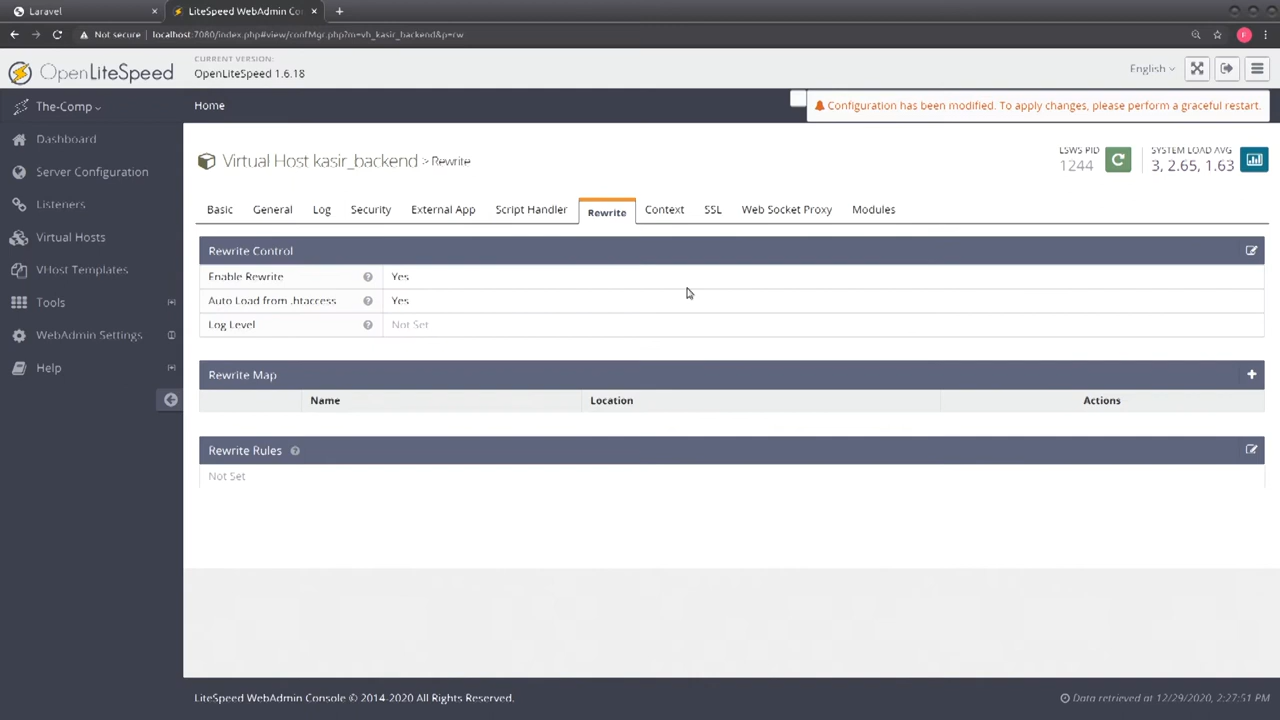 Laravel
LiteSpeed WebAdmin Co
Not secure localhost:7080/index.php#view/confMgr.php?m=vh_kasir_backend&p=cw
OpenLiteSpeed
CURRENT VERSION:
OpenLiteSpeed 1.6.18
English
The-Comp
Home
Configuration has been modified. To apply changes, please perform a graceful restart.
Dashboard
Server Configuration
Listeners
Virtual Hosts
VHost Templates
Tools
WebAdmin Settings
Help
Virtual Host kasir_backend > Rewrite
LSWS PID
1244
SYSTEM LOAD AVG
3, 2.65, 1.63
Basic General Log Security External App Script Handler Rewrite Context SSL Web Socket Proxy Modules
Rewrite Control
Enable Rewrite Yes
Auto Load from .htaccess Yes
Log Level Not Set
Rewrite Map
Name Location Actions
Rewrite Rules
Not Set
LiteSpeed WebAdmin Console © 2014-2020 All Rights Reserved.
Data retrieved at 12/29/2020, 2:27:51 PM